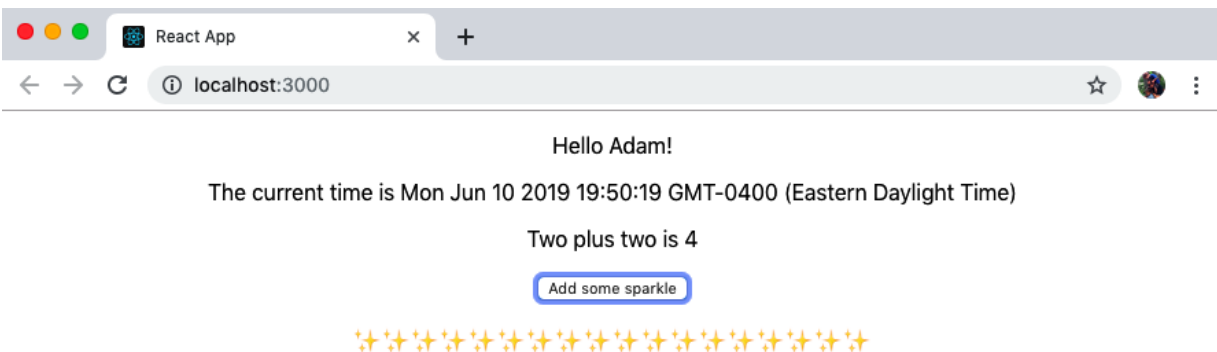 React App
localhost:3000
Hello Adam!
The current time is Mon Jun 10 2019 19:50:19 GMT-0400 (Eastern Daylight Time)
Two plus two is 4
Add some sparkle
✨✨✨✨✨✨✨✨✨✨✨✨✨✨✨✨✨✨